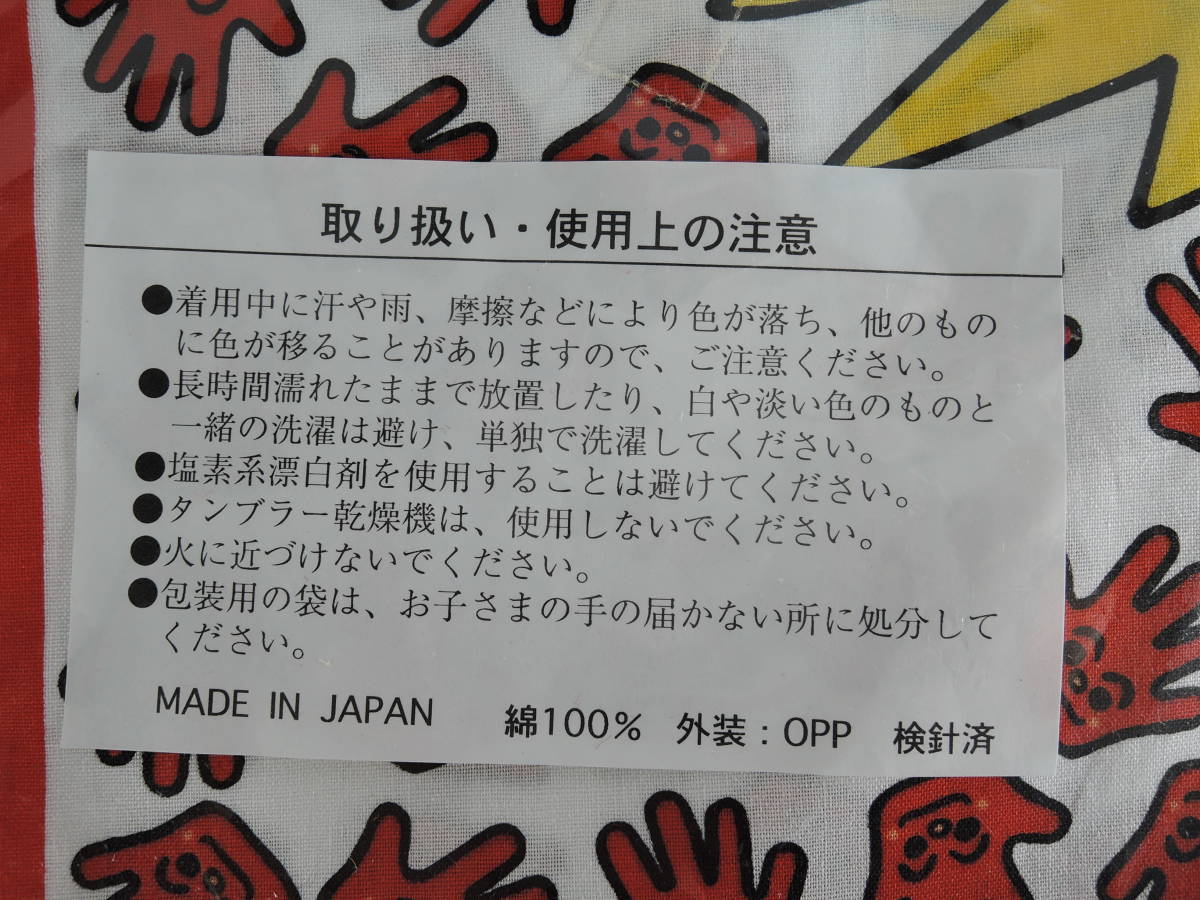 取り扱い・使用上の注意
●着用中に汗や雨、摩擦などにより色が落ち、他のもの
に色が移ることがありますので、ご注意ください。
●長時間濡れたままで放置したり、白や淡い色のものと
一緒の洗濯は避け、単独で洗濯してください。
●塩素系漂白剤を使用することは避けてください。
●タンブラー乾燥機は、使用しないでください。
●火に近づけないでください。
●包装用の袋は、お子さまの手の届かない所に処分して
ください。
MADE IN JAPAN 綿100% 外装:OPP 検針済